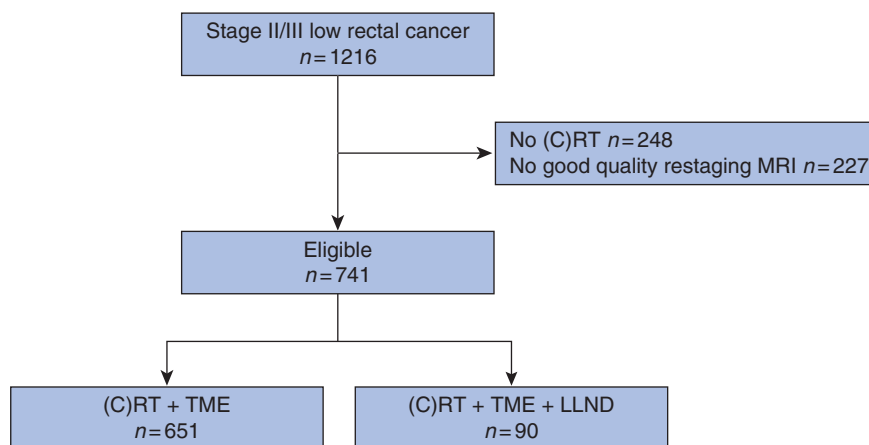 Stage II/III low rectal cancer
n=1216
No (C)RT n=248
No good quality restaging MRI n=227
Eligible
n=741
(C)RT + TME
n=651
(C)RT + TME + LLND
n=90